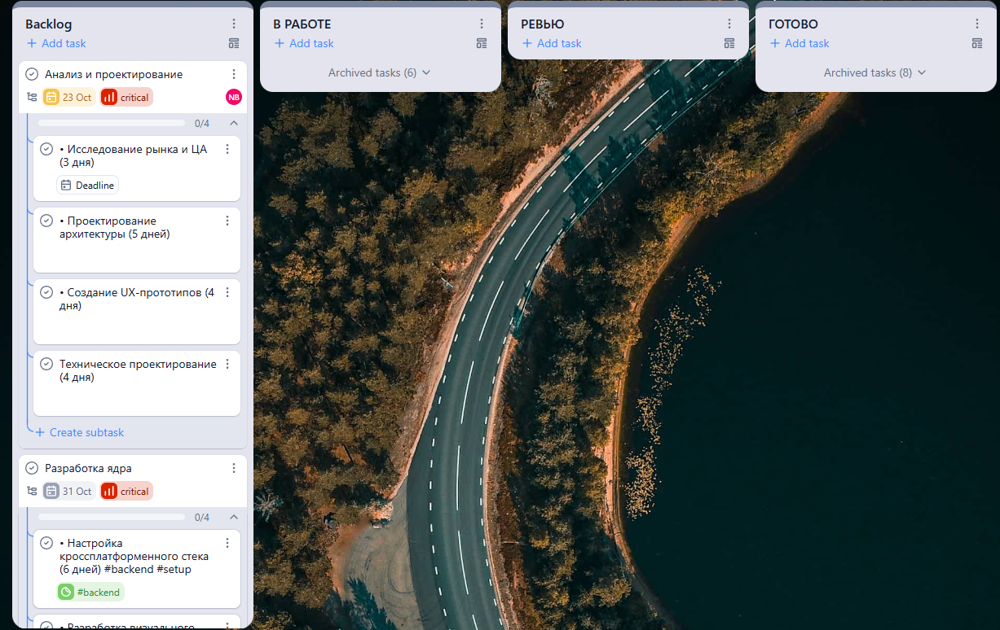 Backlog
Add task
Анализ и проектирование
23 Oct critical NB
0/4
• Исследование рынка и ЦА
(3 дня)
Deadline
• Проектирование
архитектуры (5 дней)
• Создание UX-прототипов (4
дня)
Техническое проектирование
(4 дня)
Create subtask
Разработка ядра
31 Oct critical
0/4
• Настройка
кроссплатформенного стека
(6 дней) #backend #setup
#backend
• Разработка визуального
В РАБОТЕ
Add task
Archived tasks (6)
РЕВЬЮ
Add task
ГОТОВО
Add task
Archived tasks (8)